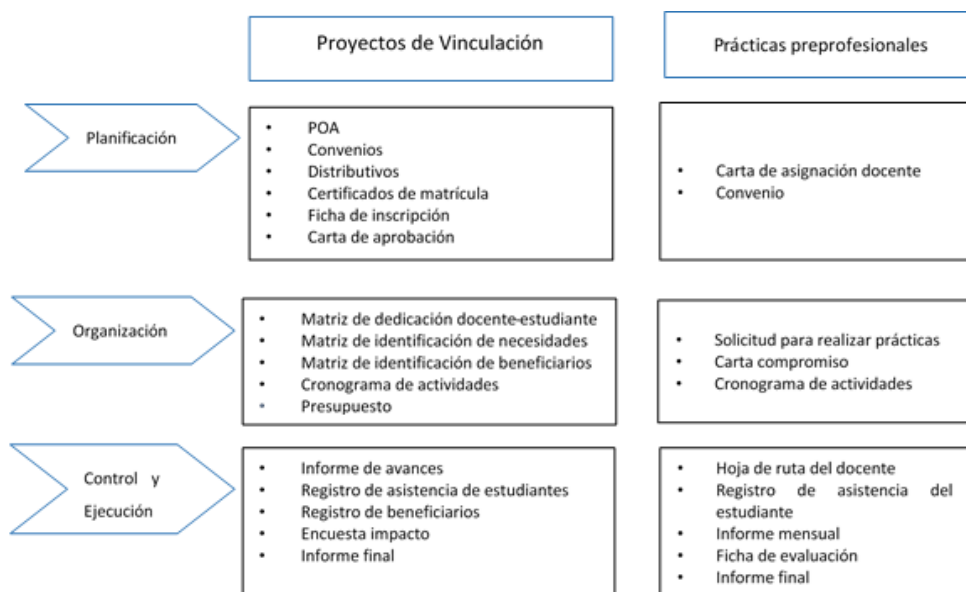 Proyectos de Vinculación
Prácticas preprofesionales
Planificación
• POA
• Convenios
• Distributivos
• Certificados de matrícula
• Ficha de inscripción
• Carta de aprobación
• Carta de asignación docente
• Convenio
Organización
• Matriz de dedicación docente-estudiante
• Matriz de identificación de necesidades
• Matriz de identificación de beneficiarios
• Cronograma de actividades
• Presupuesto
• Solicitud para realizar prácticas
• Carta compromiso
• Cronograma de actividades
Control y
Ejecución
• Informe de avances
• Registro de asistencia de estudiantes
• Registro de beneficiarios
• Encuesta impacto
• Informe final
• Hoja de ruta del docente
• Registro de asistencia del
estudiante
• Informe mensual
• Ficha de evaluación
• Informe final